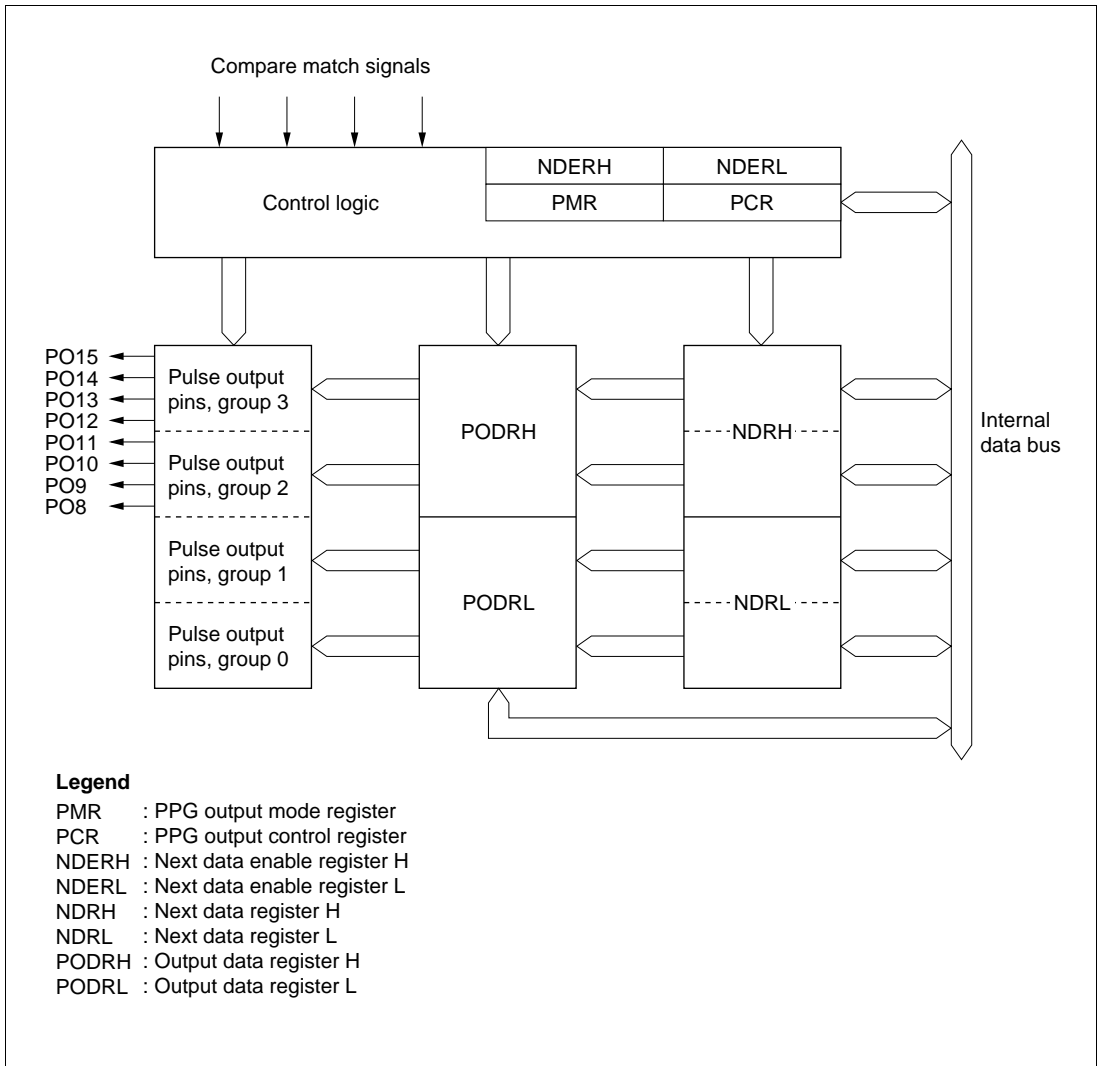 Compare match signals
NDERH
NDERL
Control logic
PMR
PCR
PO15
PO14
PO13
PO12
PO11
PO10
PO9
PO8
Pulse output
pins, group 3
Pulse output
pins, group 2
Pulse output
pins, group 1
Pulse output
pins, group 0
PODRH
PODRL
NDRH
NDRL
Internal
data bus
Legend
PMR : PPG output mode register
PCR : PPG output control register
NDERH : Next data enable register H
NDERL : Next data enable register L
NDRH : Next data register H
NDRL : Next data register L
PODRH : Output data register H
PODRL : Output data register L